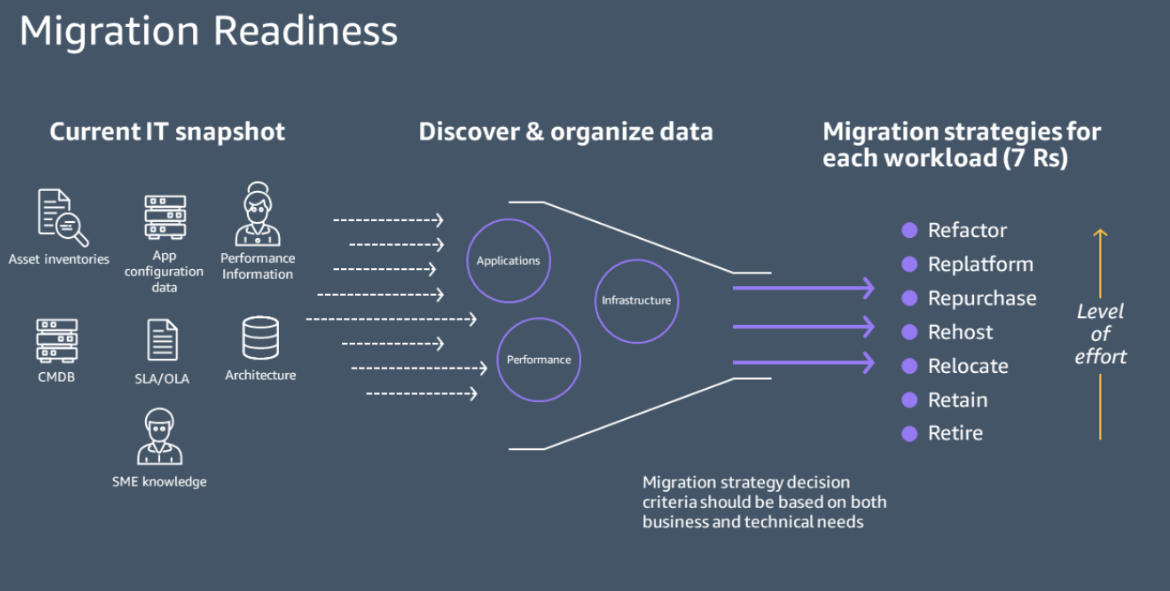 Migration Readiness
Current IT snapshot
Asset inventories
App
configuration
data
Performance
Information
CMDB
SLA/OLA
Architecture
SME knowledge
Discover & organize data
Applications
Infrastructure
Performance
Migration strategy decision
criteria should be based on both
business and technical needs
Migration strategies for
each workload (7 Rs)
Refactor
Replatform
Repurchase
Rehost
Relocate
Retain
Retire
Level
of
effort